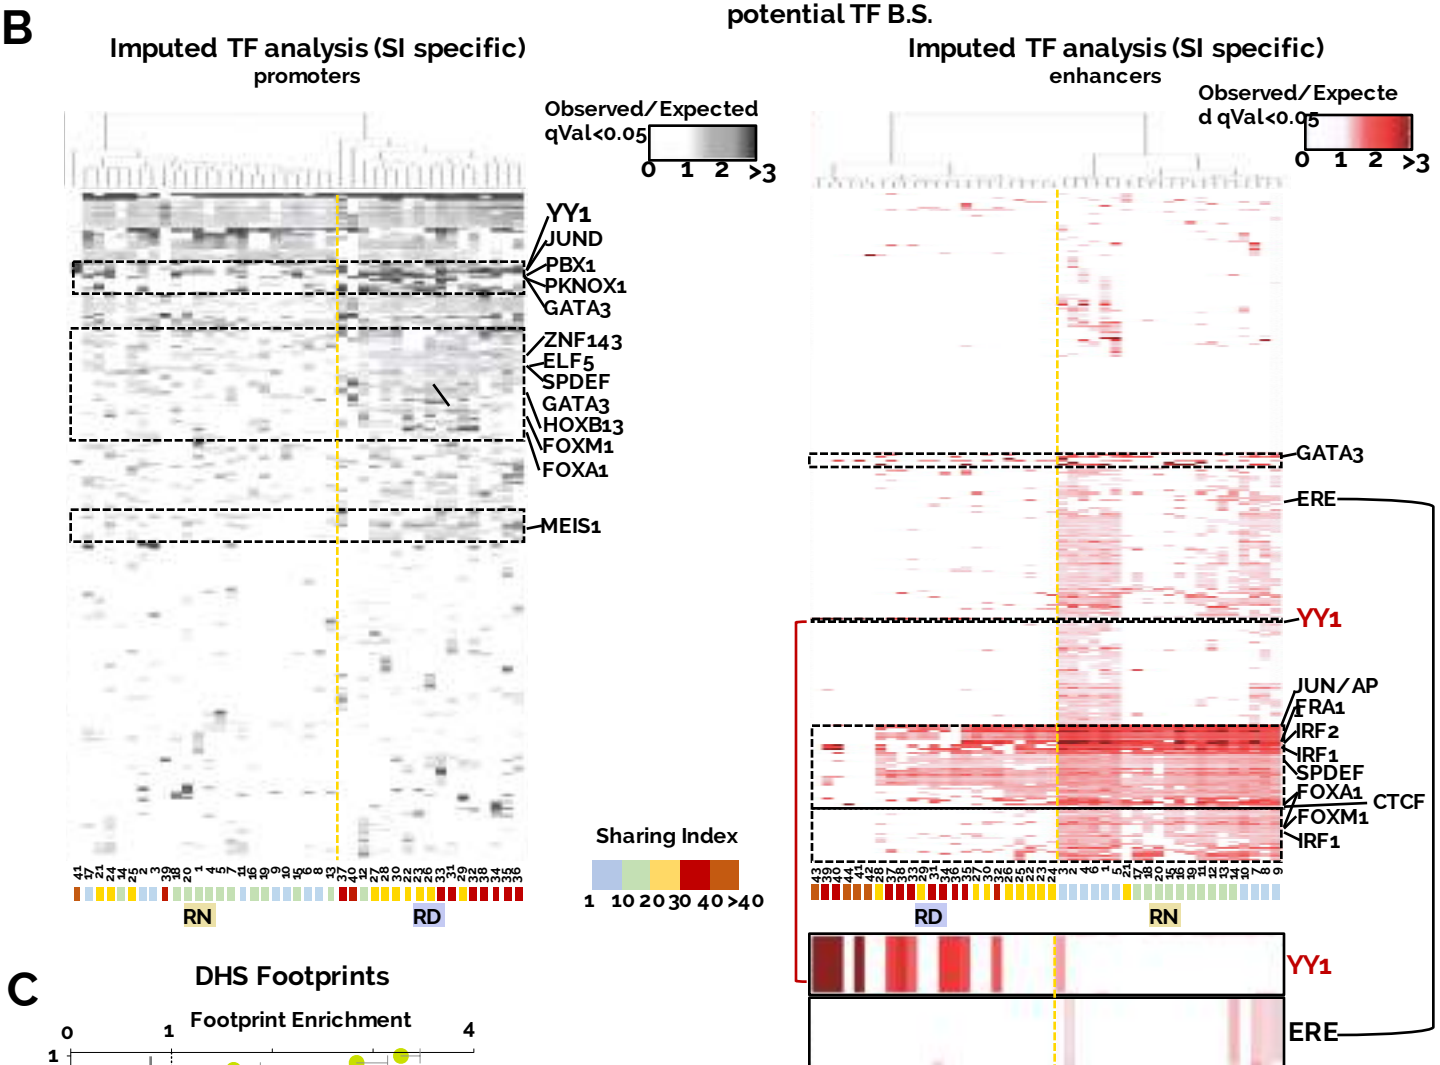 potential TF B.S.
B
Imputed TF analysis (SI specific)
promoters
Observed/Expected
qVal<0.05
0 1 2 >3
YY1
JUND
PBX1
PKNOX1
GATA3
ZNF143
ELF5
SPDEF
GATA3
HOXB13
FOXM1
FOXA1
MEIS1
RN
RD
Sharing Index
1 10 20 30 40 >40
Imputed TF analysis (SI specific)
enhancers
Observed/Expecte
d qVal<0.05
0 1 2 >3
GATA3
ERE
YY1
JUN/AP
1
FRA1
IRF2
IRF1
SPDEF
FOXA1
CTCF
FOXM1
IRF1
RD
RN
YY1
ERE
C
DHS Footprints
Footprint Enrichment
0 1 4
1